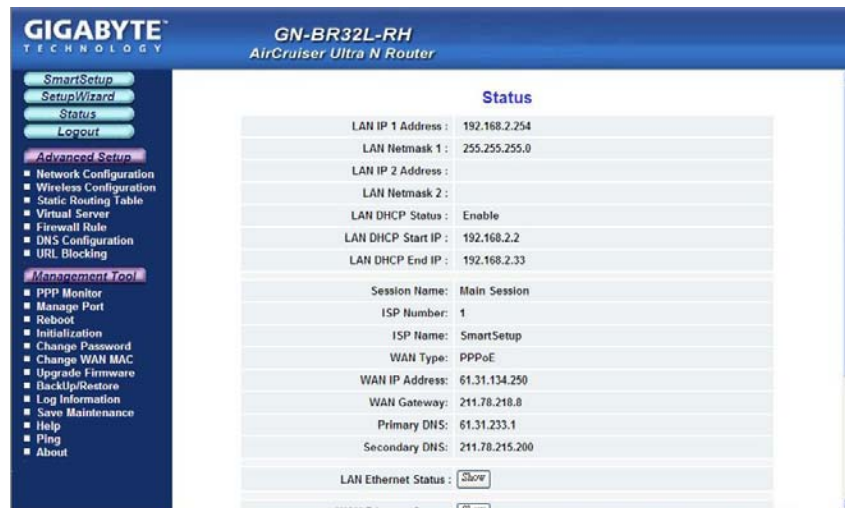 GIGABYTE™
TECHNOLOGY
GN-BR32L-RH
AirCruiser Ultra N Router
SmartSetup
SetupWizard
Status
Logout
Advanced Setup
Network Configuration
Wireless Configuration
Static Routing Table
Virtual Server
Firewall Rule
DNS Configuration
URL Blocking
Management Tool
PPP Monitor
Manage Port
Reboot
Initialization
Change Password
Change WAN MAC
Upgrade Firmware
BackUp/Restore
Log Information
Save Maintenance
Help
Ping
About
Status
LAN IP 1 Address : 192.168.2.254
LAN Netmask 1 : 255.255.255.0
LAN IP 2 Address :
LAN Netmask 2 :
LAN DHCP Status : Enable
LAN DHCP Start IP : 192.168.2.2
LAN DHCP End IP : 192.168.2.33
Session Name: Main Session
ISP Number: 1
ISP Name: SmartSetup
WAN Type: PPPoE
WAN IP Address: 61.31.134.250
WAN Gateway: 211.78.218.8
Primary DNS: 61.31.233.1
Secondary DNS: 211.78.215.200
LAN Ethernet Status : Show